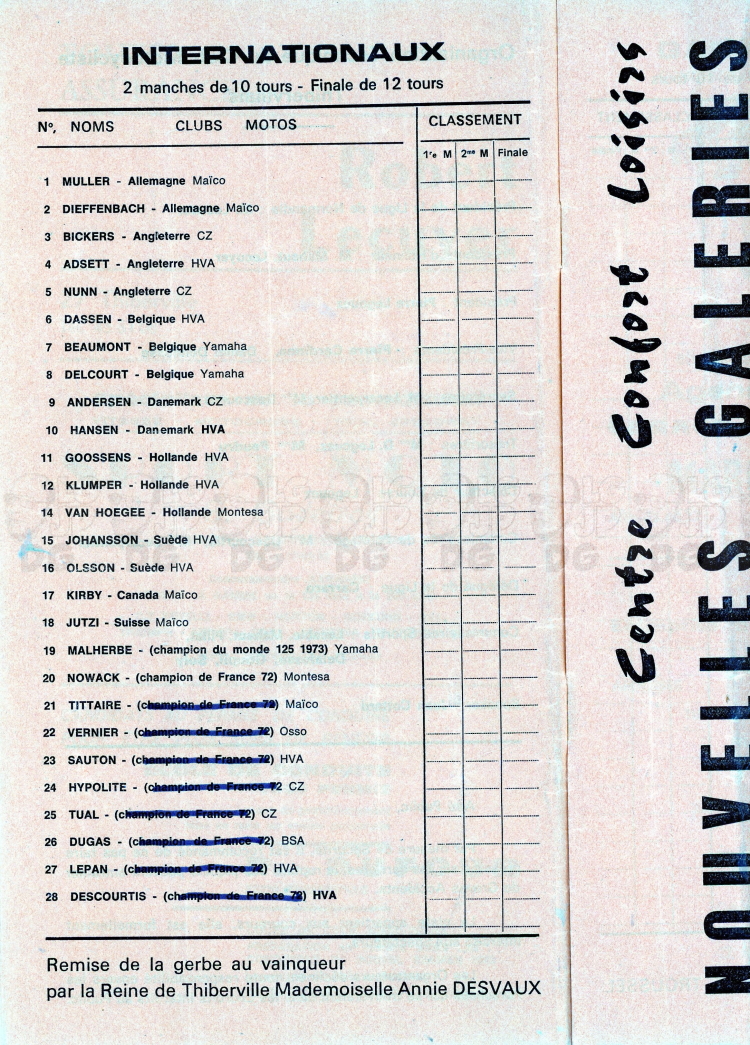 INTERNATIONAUX
2 manches de 10 tours - Finale de 12 tours
N°, NOMS CLUBS MOTOS CLASSEMENT
1re M 2me M Finale
1 MULLER - Allemagne Maïco
2 DIEFFENBACH - Allemagne Maïco
3 BICKERS - Angleterre CZ
4 ADSETT - Angleterre HVA
5 NUNN - Angleterre CZ
6 DASSEN - Belgique HVA
7 BEAUMONT - Belgique Yamaha
8 DELCOURT - Belgique Yamaha
9 ANDERSEN - Danemark CZ
10 HANSEN - Danemark HVA
11 GOOSSENS - Hollande HVA
12 KLUMPER - Hollande HVA
14 VAN HOEGEE - Hollande Montesa
15 JOHANSSON - Suède HVA
16 OLSSON - Suède HVA
17 KIRBY - Canada Maïco
18 JUTZI - Suisse Maïco
19 MALHERBE - (champion du monde 125 1973) Yamaha
20 NOWACK - (champion de France 72) Montesa
21 TITTAIRE - (champion de France 72) Maïco
22 VERNIER - (champion de France 72) Osso
23 SAUTON - (champion de France 72) HVA
24 HYPOLITE - (champion de France 72 CZ
25 TUAL - (champion de France 72) CZ
26 DUGAS - (champion de France 72) BSA
27 LEPAN - (champion de France 72) HVA
28 DESCOURTIS - (champion de France 72) HVA
Remise de la gerbe au vainqueur
par la Reine de Thiberville Mademoiselle Annie DESVAUX
Centre Confort Loisirs
NOUVELLES GALERIES
DG DG DG DG DG DG DG